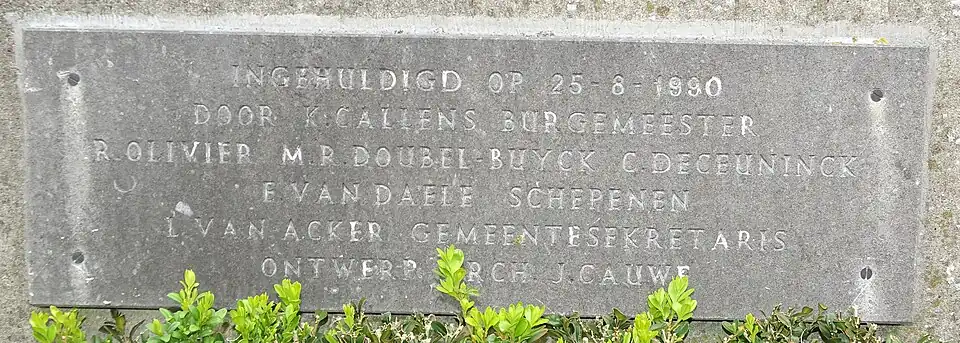 INGEHULDIGD OP 25-8-1990
DOOR K.CALLENS BURGEMEESTER
R.OLIVIER M.R.DOUBEL-BUYCK C.DECEUNINCK
E.VAN DAELE SCHEPENEN
L.VAN ACKER GEMEENTESEKRETARIS
ONTWERP ARCH J.CAUWE